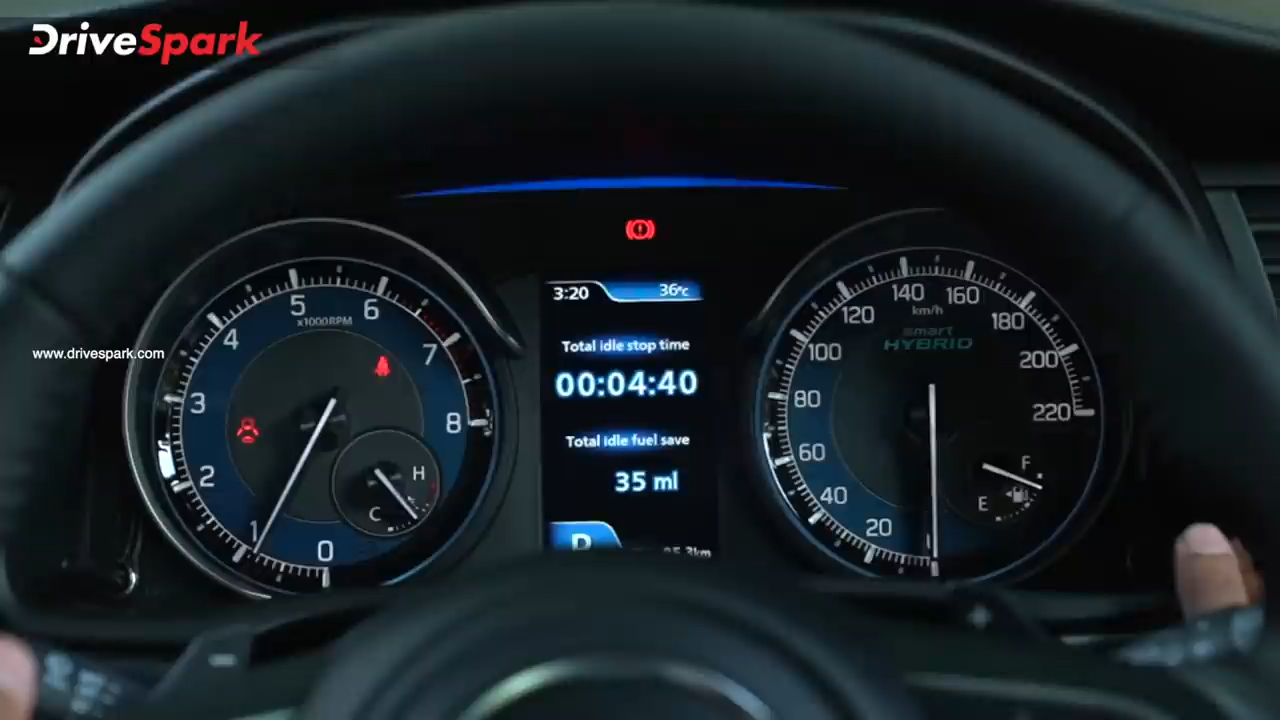 DriveSpark
www.drivespark.com
3:20 36°c
Total idle stop time
00:04:40
Total idle fuel save
35 ml
0 1 2 3 4 5 6 7 8
x1000RPM
H
C
20 40 60 80 100 120 140 160 180 200 220
km/h
smart
HYBRID
F
E